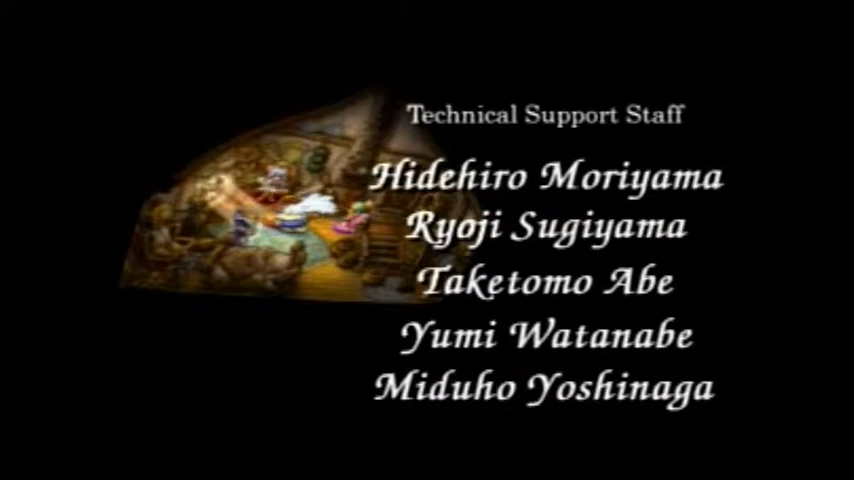 Technical Support Staff
Hidehiro Moriyama
Ryoji Sugiyama
Taketomo Abe
Yumi Watanabe
Miduho Yoshinaga